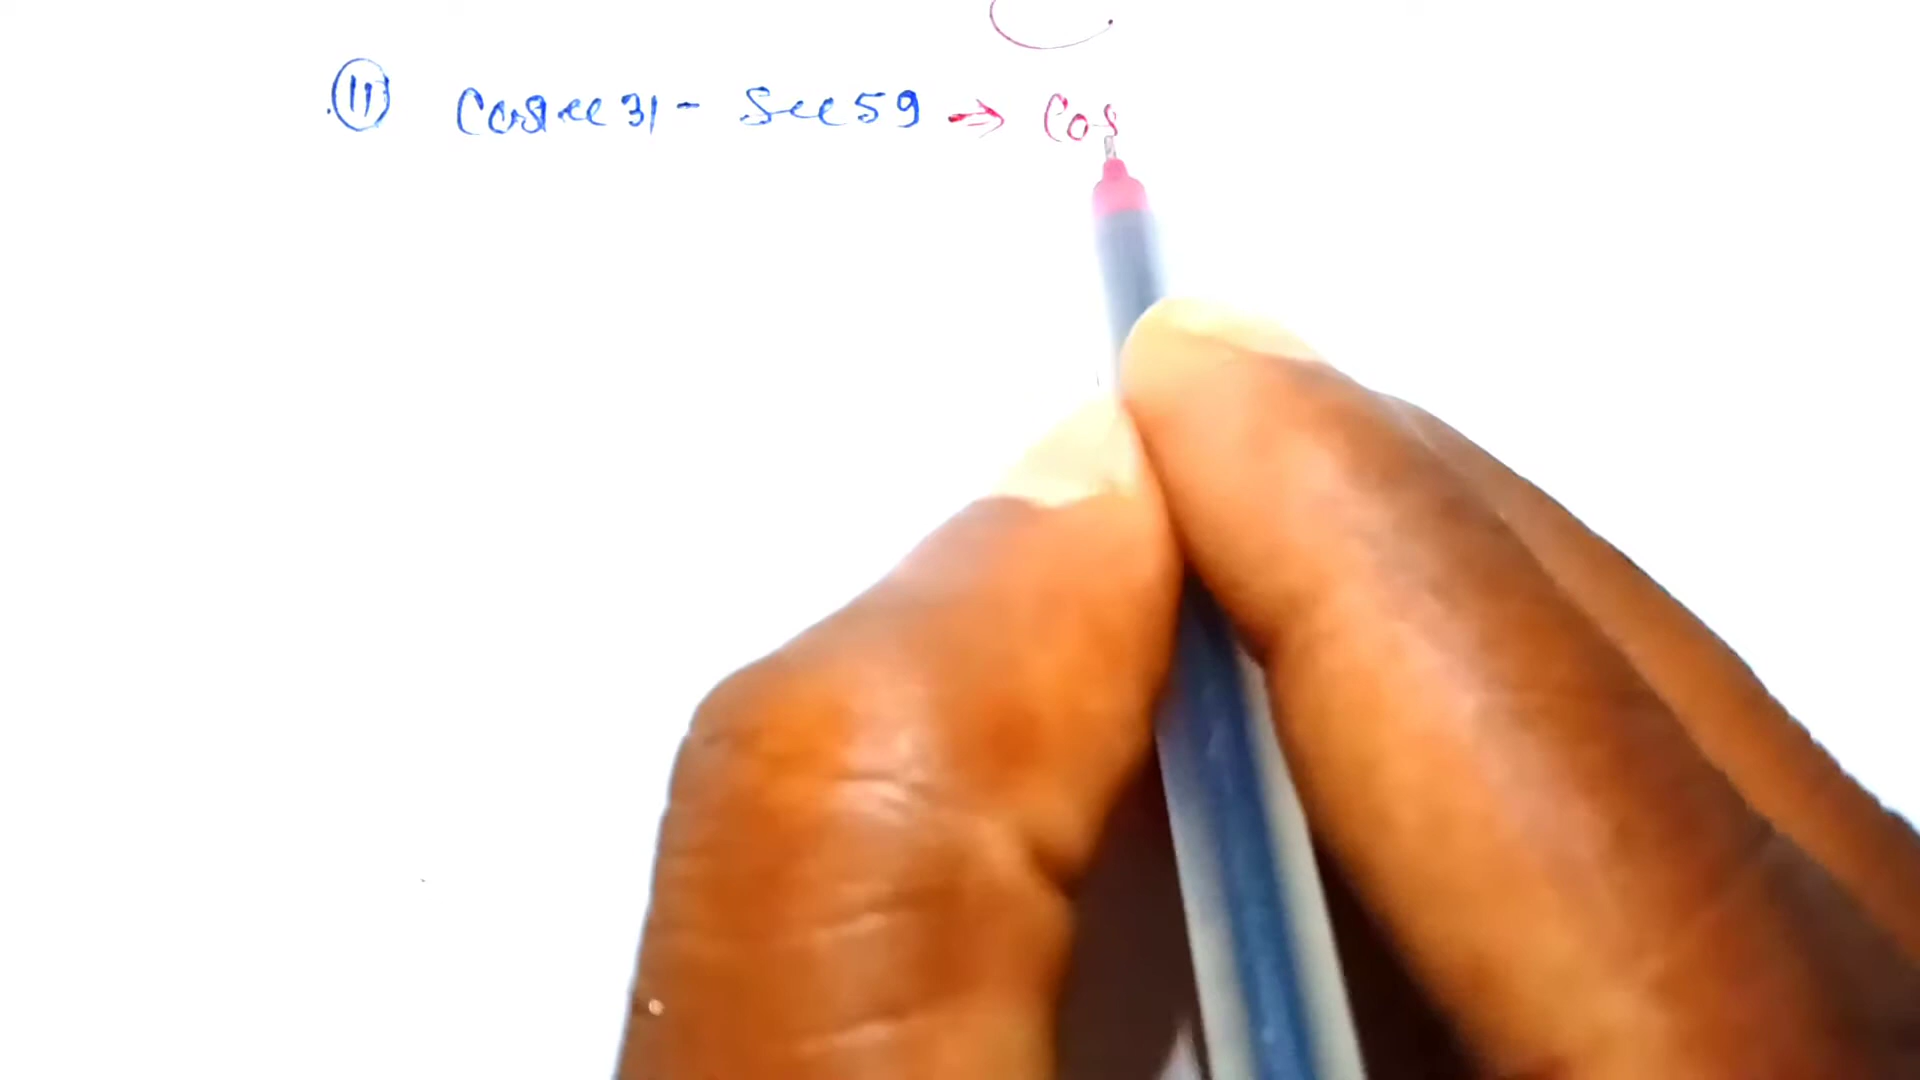 (11) Cosec 31 - Sec 59 → Cos